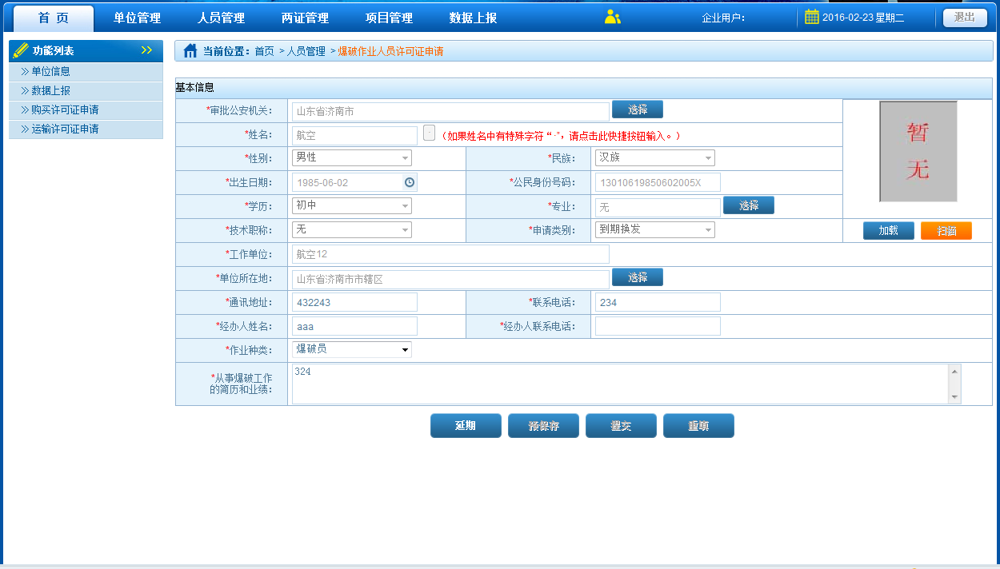 首 页 单位管理 人员管理 两证管理 项目管理 数据上报 企业用户： 2016-02-23 星期二 退出
功能列表 >>
>> 单位信息
>> 数据上报
>> 购买许可证申请
>> 运输许可证申请
当前位置：首页 > 人员管理 > 爆破作业人员许可证申请
基本信息
*审批公安机关： 山东省济南市 选择
*姓名： 航空 · （如果姓名中有特殊字符“·”，请点击此快捷按钮输入。）
*性别： 男性 *民族： 汉族
*出生日期： 1985-06-02 *公民身份号码： 13010619850602005X
*学历： 初中 *专业： 无 选择
*技术职称： 无 *申请类别： 到期换发
暂
无
加载 扫描
*工作单位： 航空12
*单位所在地： 山东省济南市市辖区 选择
*通讯地址： 432243 *联系电话： 234
*经办人姓名： aaa *经办人联系电话：
*作业种类： 爆破员
*从事爆破工作
的简历和业绩： 324
延期 预保存 提交 重填